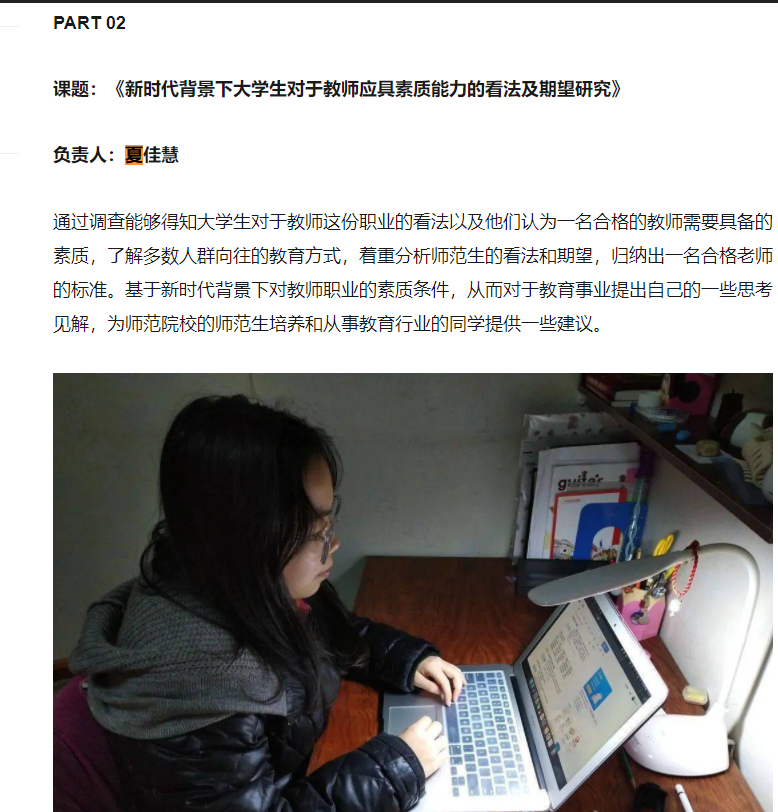 PART 02
课题：《新时代背景下大学生对于教师应具素质能力的看法及期望研究》
负责人：夏佳慧
通过调查能够得知大学生对于教师这份职业的看法以及他们认为一名合格的教师需要具备的
素质，了解多数人群向往的教育方式，着重分析师范生的看法和期望，归纳出一名合格老师
的标准。基于新时代背景下对教师职业的素质条件，从而对于教育事业提出自己的一些思考
见解，为师范院校的师范生培养和从事教育行业的同学提供一些建议。
guitar